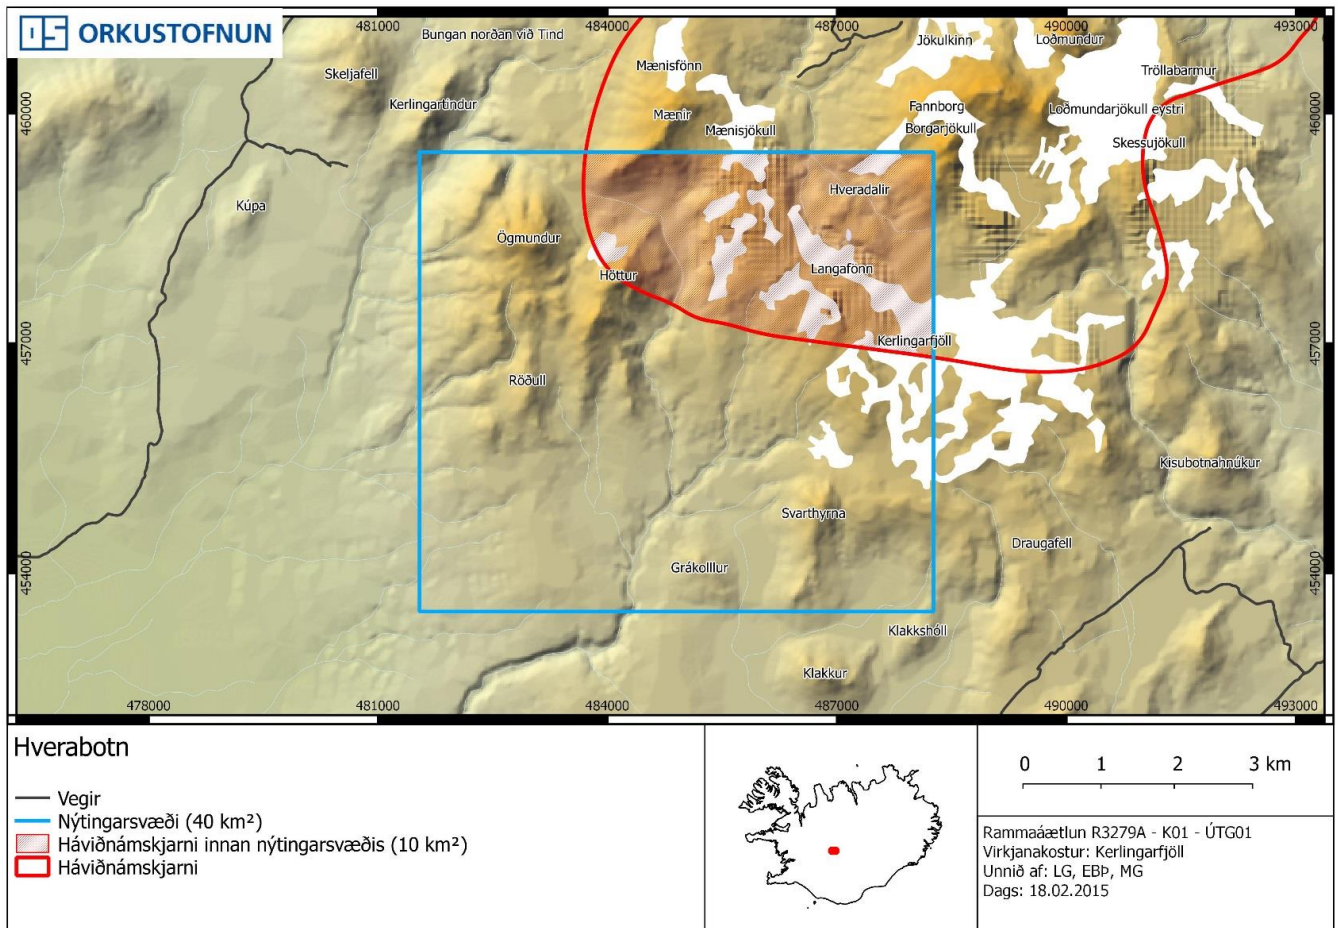 OS ORKUSTOFNUN
481000
484000
487000
490000
493000
Bungan norðan við Tind
Jökulkinn
Loðmundur
Skeljafell
Mænisfönn
Tröllabarmur
Kerlingartindur
Fannborg
Loðmundarjökull eystri
460000
460000
Mænir
Mænisjökull
Borgarjökull
Skessujökull
Hveradalir
Kúpa
Ögmundur
Höttur
Langafönn
457000
457000
Kerlingarfjöll
Röðull
Kisubotnahnúkur
Svarthyrna
Draugafell
454000
454000
Grákolllur
Klakkshóll
Klakkur
478000
481000
484000
487000
490000
493000
Hverabotn
Vegir
Nýtingarsvæði (40 km²)
Háviðnámskjarni innan nýtingarsvæðis (10 km²)
Háviðnámskjarni
0 1 2 3 km
Rammaáætlun R3279A - K01 - ÚTG01
Virkjanakostur: Kerlingarfjöll
Unnið af: LG, EBÞ, MG
Dags: 18.02.2015